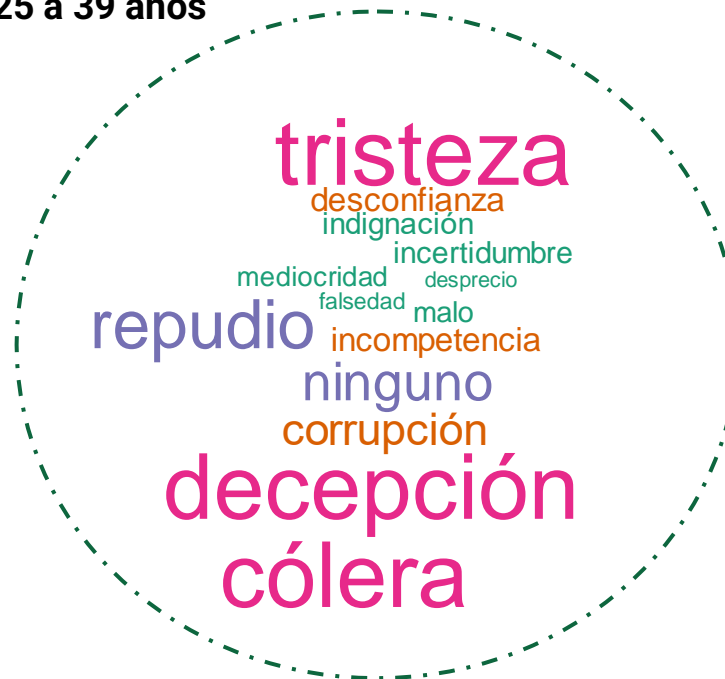 25 a 39 años
tristeza
desconfianza
indignación
incertidumbre
mediocridad desprecio
falsedad malo
repudio incompetencia
ninguno
corrupción
decepción
cólera